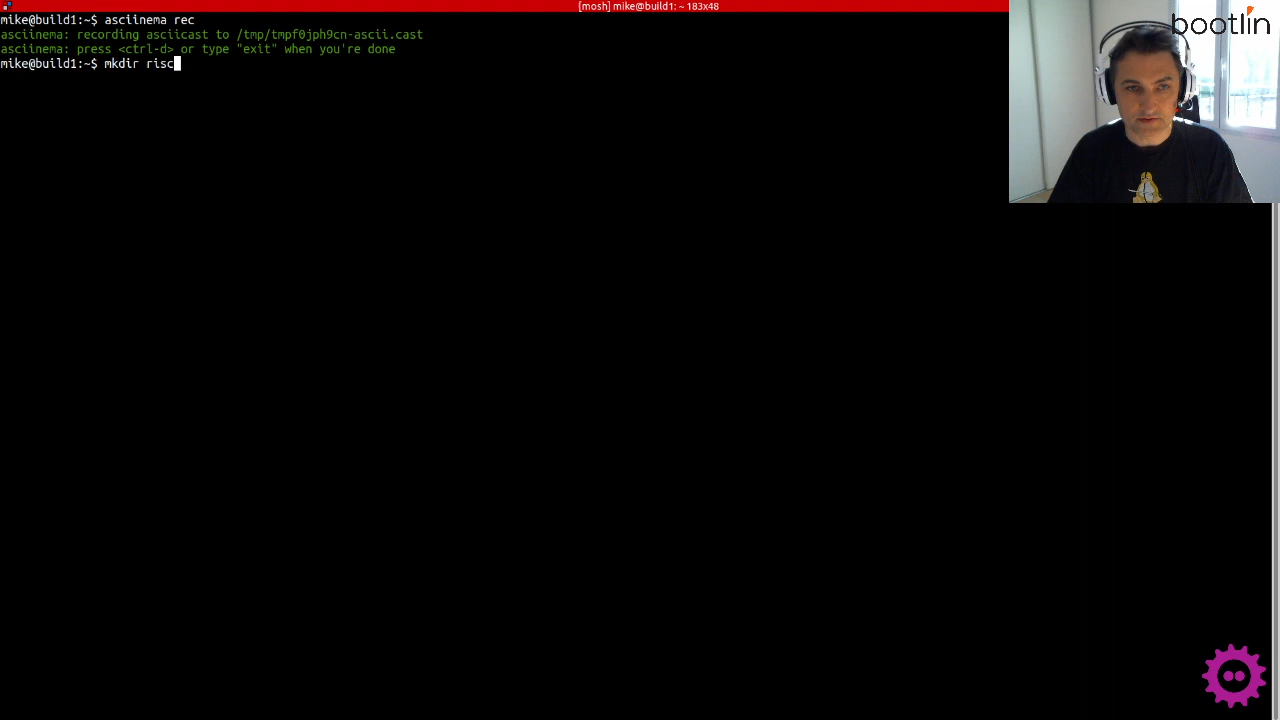 [mosh] mike@build1: ~ 183x48
bootlin
mike@build1:~$ asciinema rec
asciinema: recording asciicast to /tmp/tmpf0jph9cn-ascii.cast
asciinema: press <ctrl-d> or type "exit" when you're done
mike@build1:~$ mkdir risc